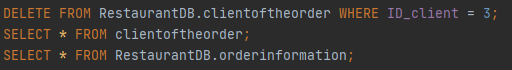 DELETE FROM RestaurantDB.clientoftheorder WHERE ID_client = 3;
SELECT * FROM clientoftheorder;
SELECT * FROM RestaurantDB.orderinformation;